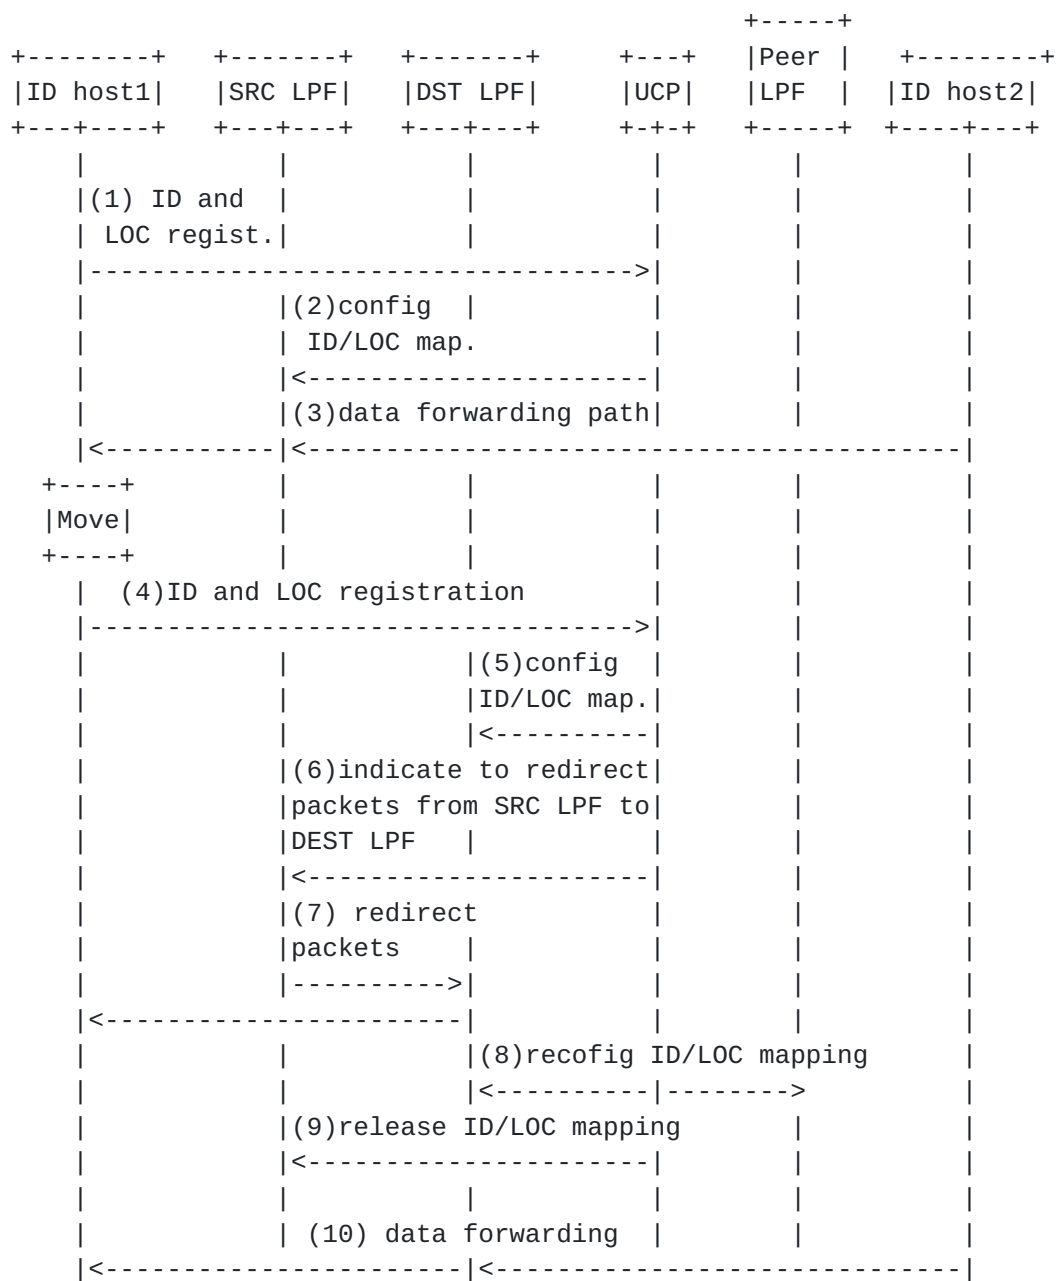 Peer
ID host1 SRC LPF DST LPF UCP LPF ID host2
(1) ID and
LOC regist.
(2)config
ID/LOC map.
(3)data forwarding path
Move
(4)ID and LOC registration
(5)config
ID/LOC map.
(6)indicate to redirect
packets from SRC LPF to
DEST LPF
(7) redirect
packets
(8)recofig ID/LOC mapping
(9)release ID/LOC mapping
(10) data forwarding